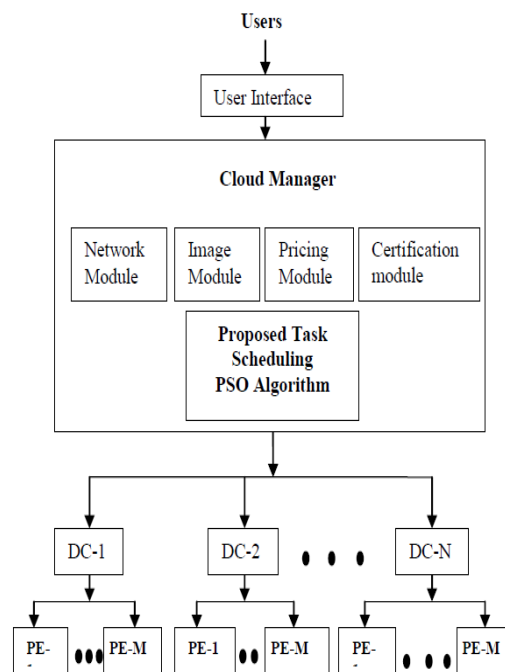 Users
User Interface
Cloud Manager
Network Module
Image Module
Pricing Module
Certification module
Proposed Task
Scheduling
PSO Algorithm
DC-1
DC-2
DC-N
PE-
PE-M
PE-1
PE-M
PE-
PE-M